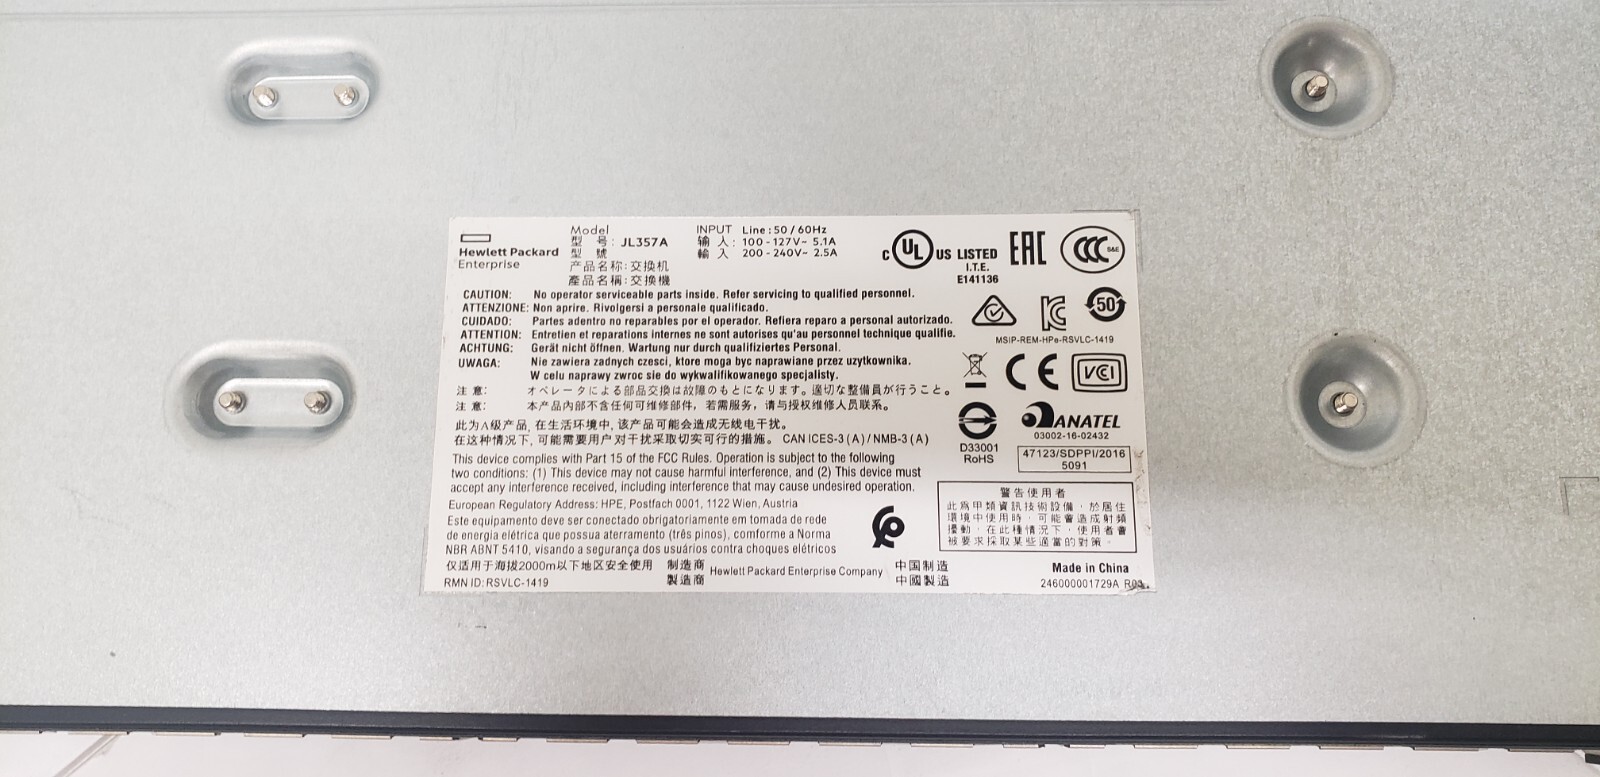 Hewlett Packard
Enterprise
Model
型 号: JL357A
型 號
产品名称:交换机
產品名稱:交換機
INPUT Line:50/60Hz
输 入: 100-127V~ 5.1A
輸 入 200-240V~ 2.5A
C UL US LISTED
I.T.E.
E141136
EAC
CCC S&E
CAUTION: No operator serviceable parts inside. Refer servicing to qualified personnel.
ATTENZIONE: Non aprire. Rivolgersi a personale qualificado.
CUIDADO: Partes adentro no reparables por el operador. Refiera reparo a personal autorizado.
ATTENTION: Entretien et reparations internes ne sont autorises qu'au personnel technique qualifie.
ACHTUNG: Gerät nicht öffnen. Wartung nur durch qualifiziertes Personal.
UWAGA: Nie zawiera zadnych czesci, ktore moga byc naprawiane przez uzytkownika.
W celu naprawy zwroc sie do wykwalifikowanego specjalisty.
注 意: オペレータによる部品交換は故障のもとになります。適切な整備員が行うこと。
注 意: 本产品内部不含任何可维修部件，若需服务，请与授权维修人员联系。
此为A级产品, 在生活环境中, 该产品可能会造成无线电干扰。
在这种情况下, 可能需要用户对干扰采取切实可行的措施。 CAN ICES-3(A)/NMB-3(A)
50
MSIP-REM-HPe-RSVLC-1419
CE
VCI
D33001
RoHS
ANATEL
03002-16-02432
47123/SDPPI/2016
5091
This device complies with Part 15 of the FCC Rules. Operation is subject to the following
two conditions: (1) This device may not cause harmful interference, and (2) This device must
accept any interference received, including interference that may cause undesired operation.
European Regulatory Address: HPE, Postfach 0001, 1122 Wien, Austria
Este equipamento deve ser conectado obrigatoriamente em tomada de rede
de energia elétrica que possua aterramento (três pinos), conforme a Norma
NBR ABNT 5410, visando a segurança dos usuários contra choques elétricos
警告使用者
此為甲類資訊技術設備，於居住
環境中使用時，可能會造成射頻
擾動，在此種情況下，使用者會
被要求採取某些適當的對策。
仅适用于海拔2000m以下地区安全使用
RMN ID: RSVLC-1419
制造商
製造商
Hewlett Packard Enterprise Company
中国制造
中國製造
Made in China
246000001729A